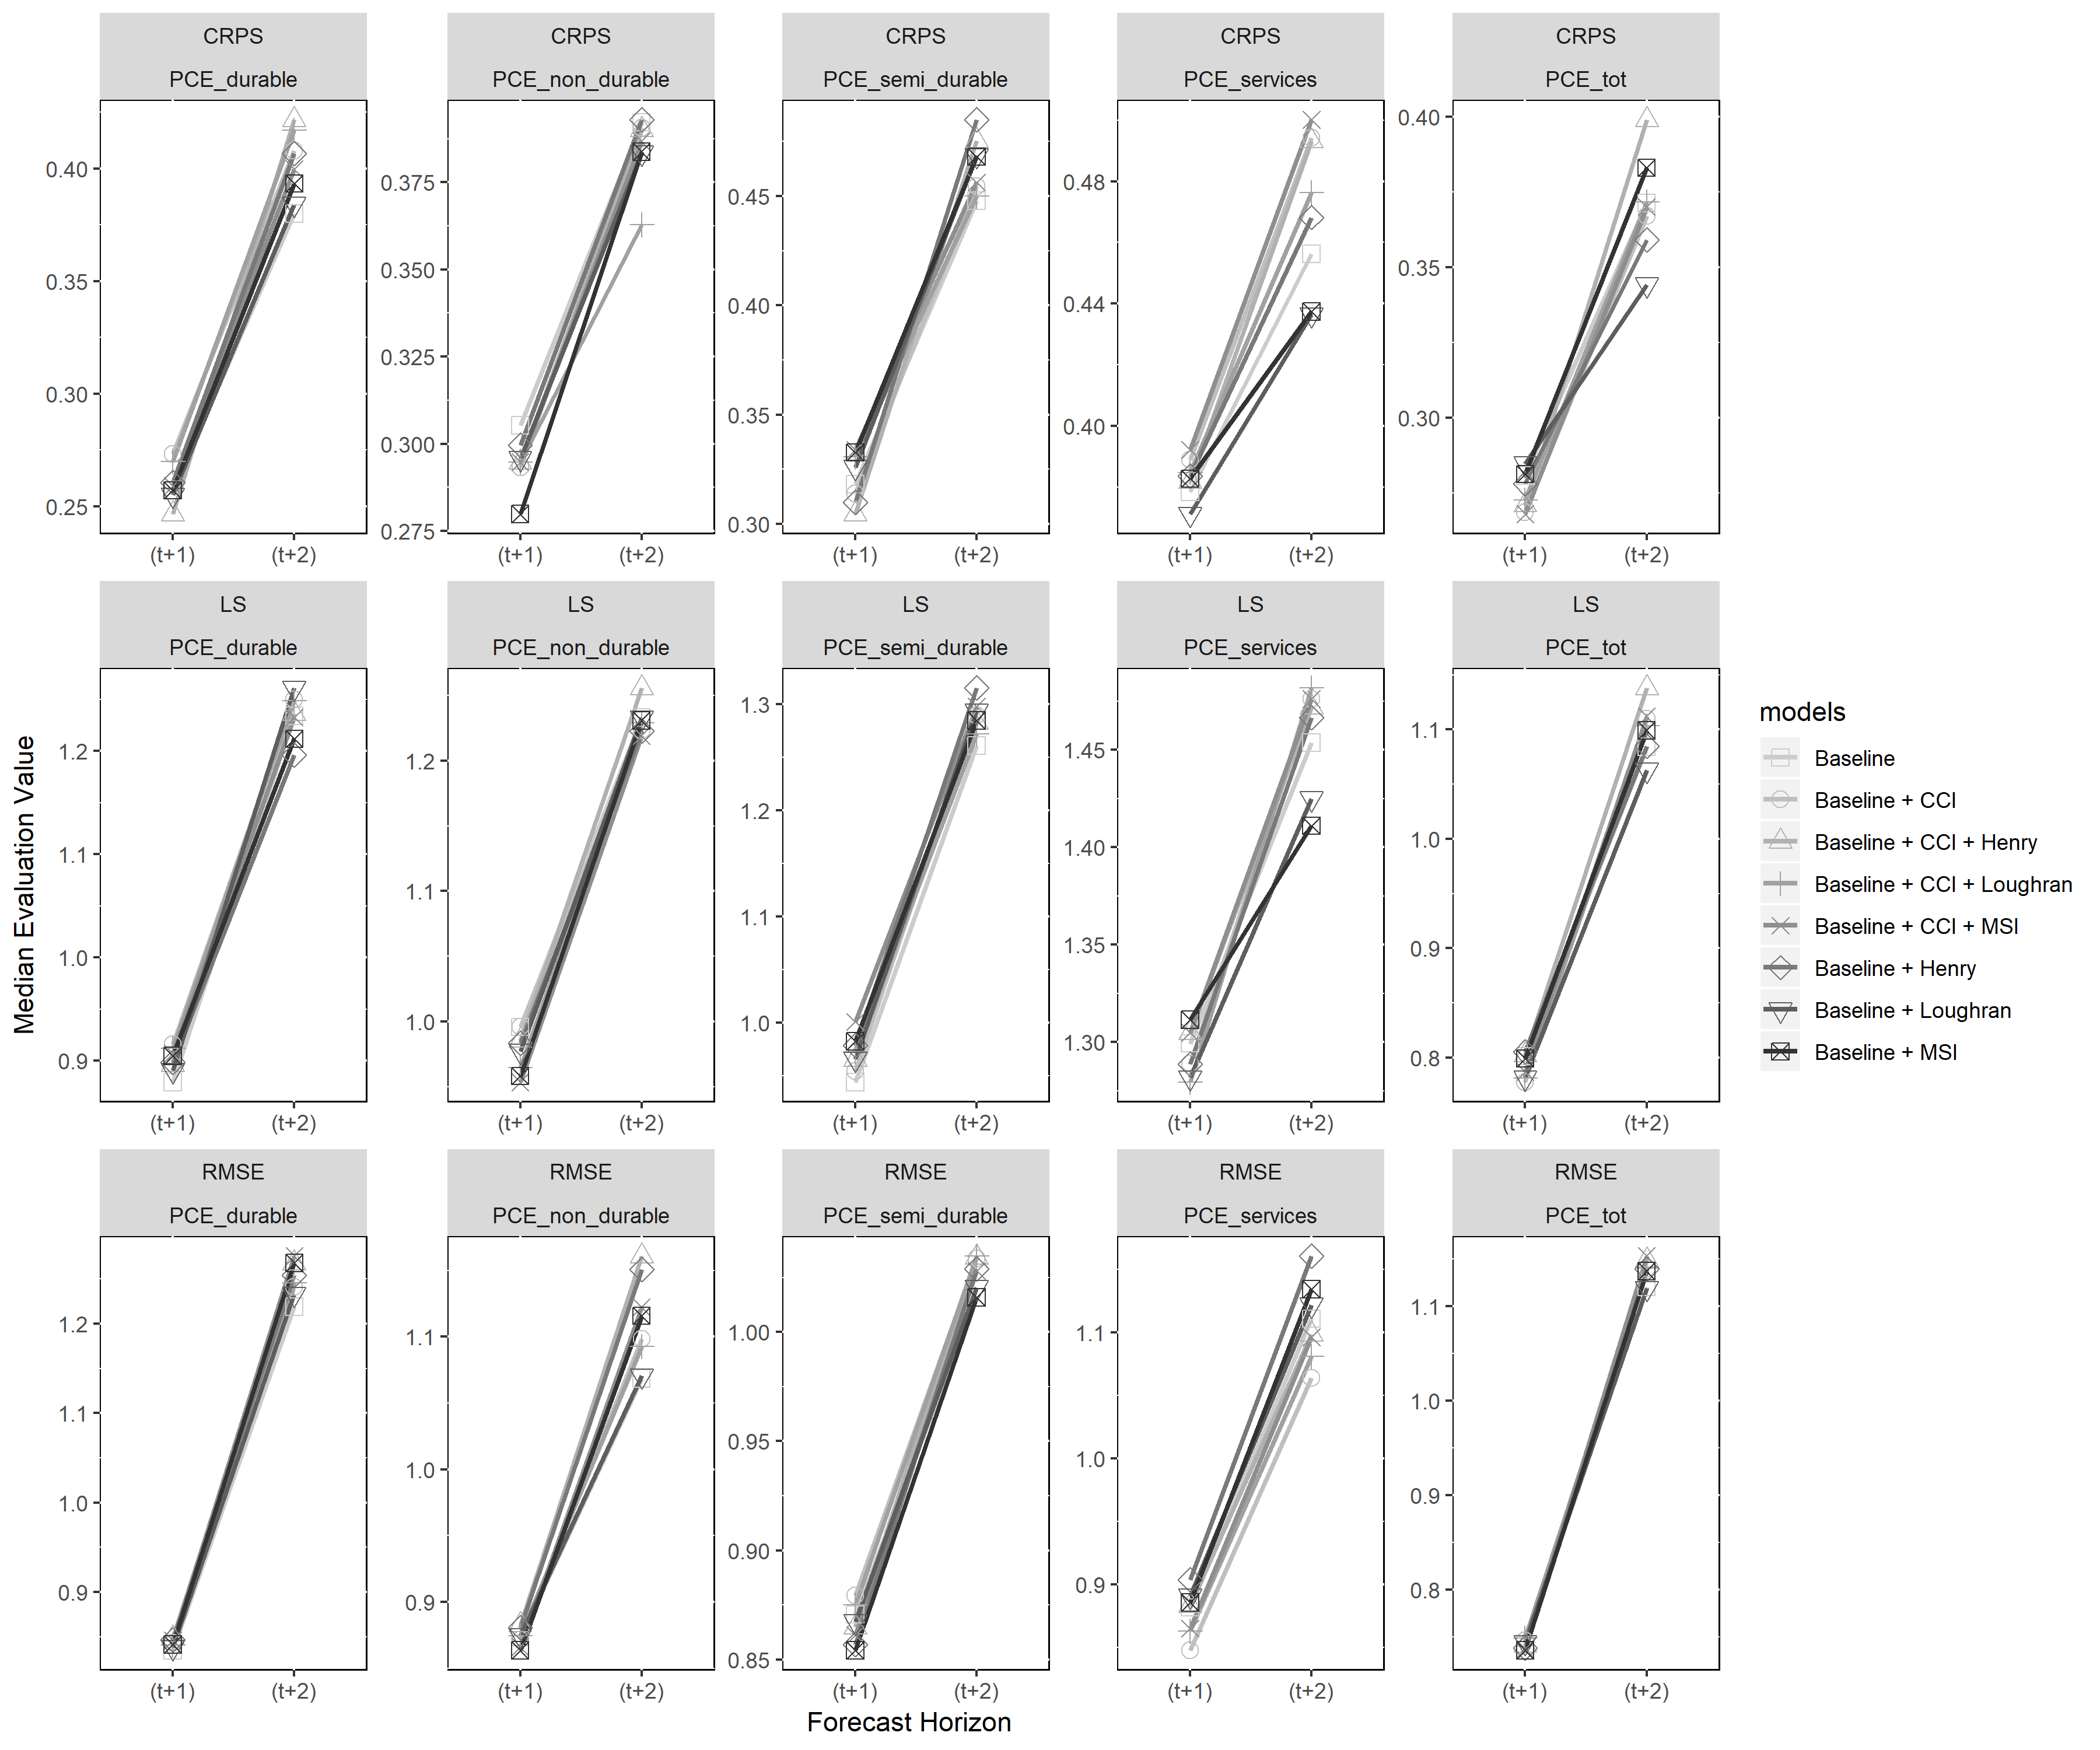 CRPS
PCE_durable
CRPS
PCE_non_durable
CRPS
PCE_semi_durable
CRPS
PCE_services
CRPS
PCE_tot
0.40
0.35
0.30
0.25
(t+1) (t+2)
0.375
0.350
0.325
0.300
0.275
(t+1) (t+2)
0.45
0.40
0.35
0.30
(t+1) (t+2)
0.48
0.44
0.40
(t+1) (t+2)
0.40
0.35
0.30
(t+1) (t+2)
LS
PCE_durable
LS
PCE_non_durable
LS
PCE_semi_durable
LS
PCE_services
LS
PCE_tot
Median Evaluation Value
1.2
1.1
1.0
0.9
(t+1) (t+2)
1.2
1.1
1.0
(t+1) (t+2)
1.3
1.2
1.1
1.0
(t+1) (t+2)
1.45
1.40
1.35
1.30
(t+1) (t+2)
1.1
1.0
0.9
0.8
(t+1) (t+2)
models
Baseline
Baseline + CCI
Baseline + CCI + Henry
Baseline + CCI + Loughran
Baseline + CCI + MSI
Baseline + Henry
Baseline + Loughran
Baseline + MSI
RMSE
PCE_durable
RMSE
PCE_non_durable
RMSE
PCE_semi_durable
RMSE
PCE_services
RMSE
PCE_tot
1.2
1.1
1.0
0.9
(t+1) (t+2)
1.1
1.0
0.9
(t+1) (t+2)
1.00
0.95
0.90
0.85
(t+1) (t+2)
1.1
1.0
0.9
(t+1) (t+2)
1.1
1.0
0.9
0.8
(t+1) (t+2)
Forecast Horizon